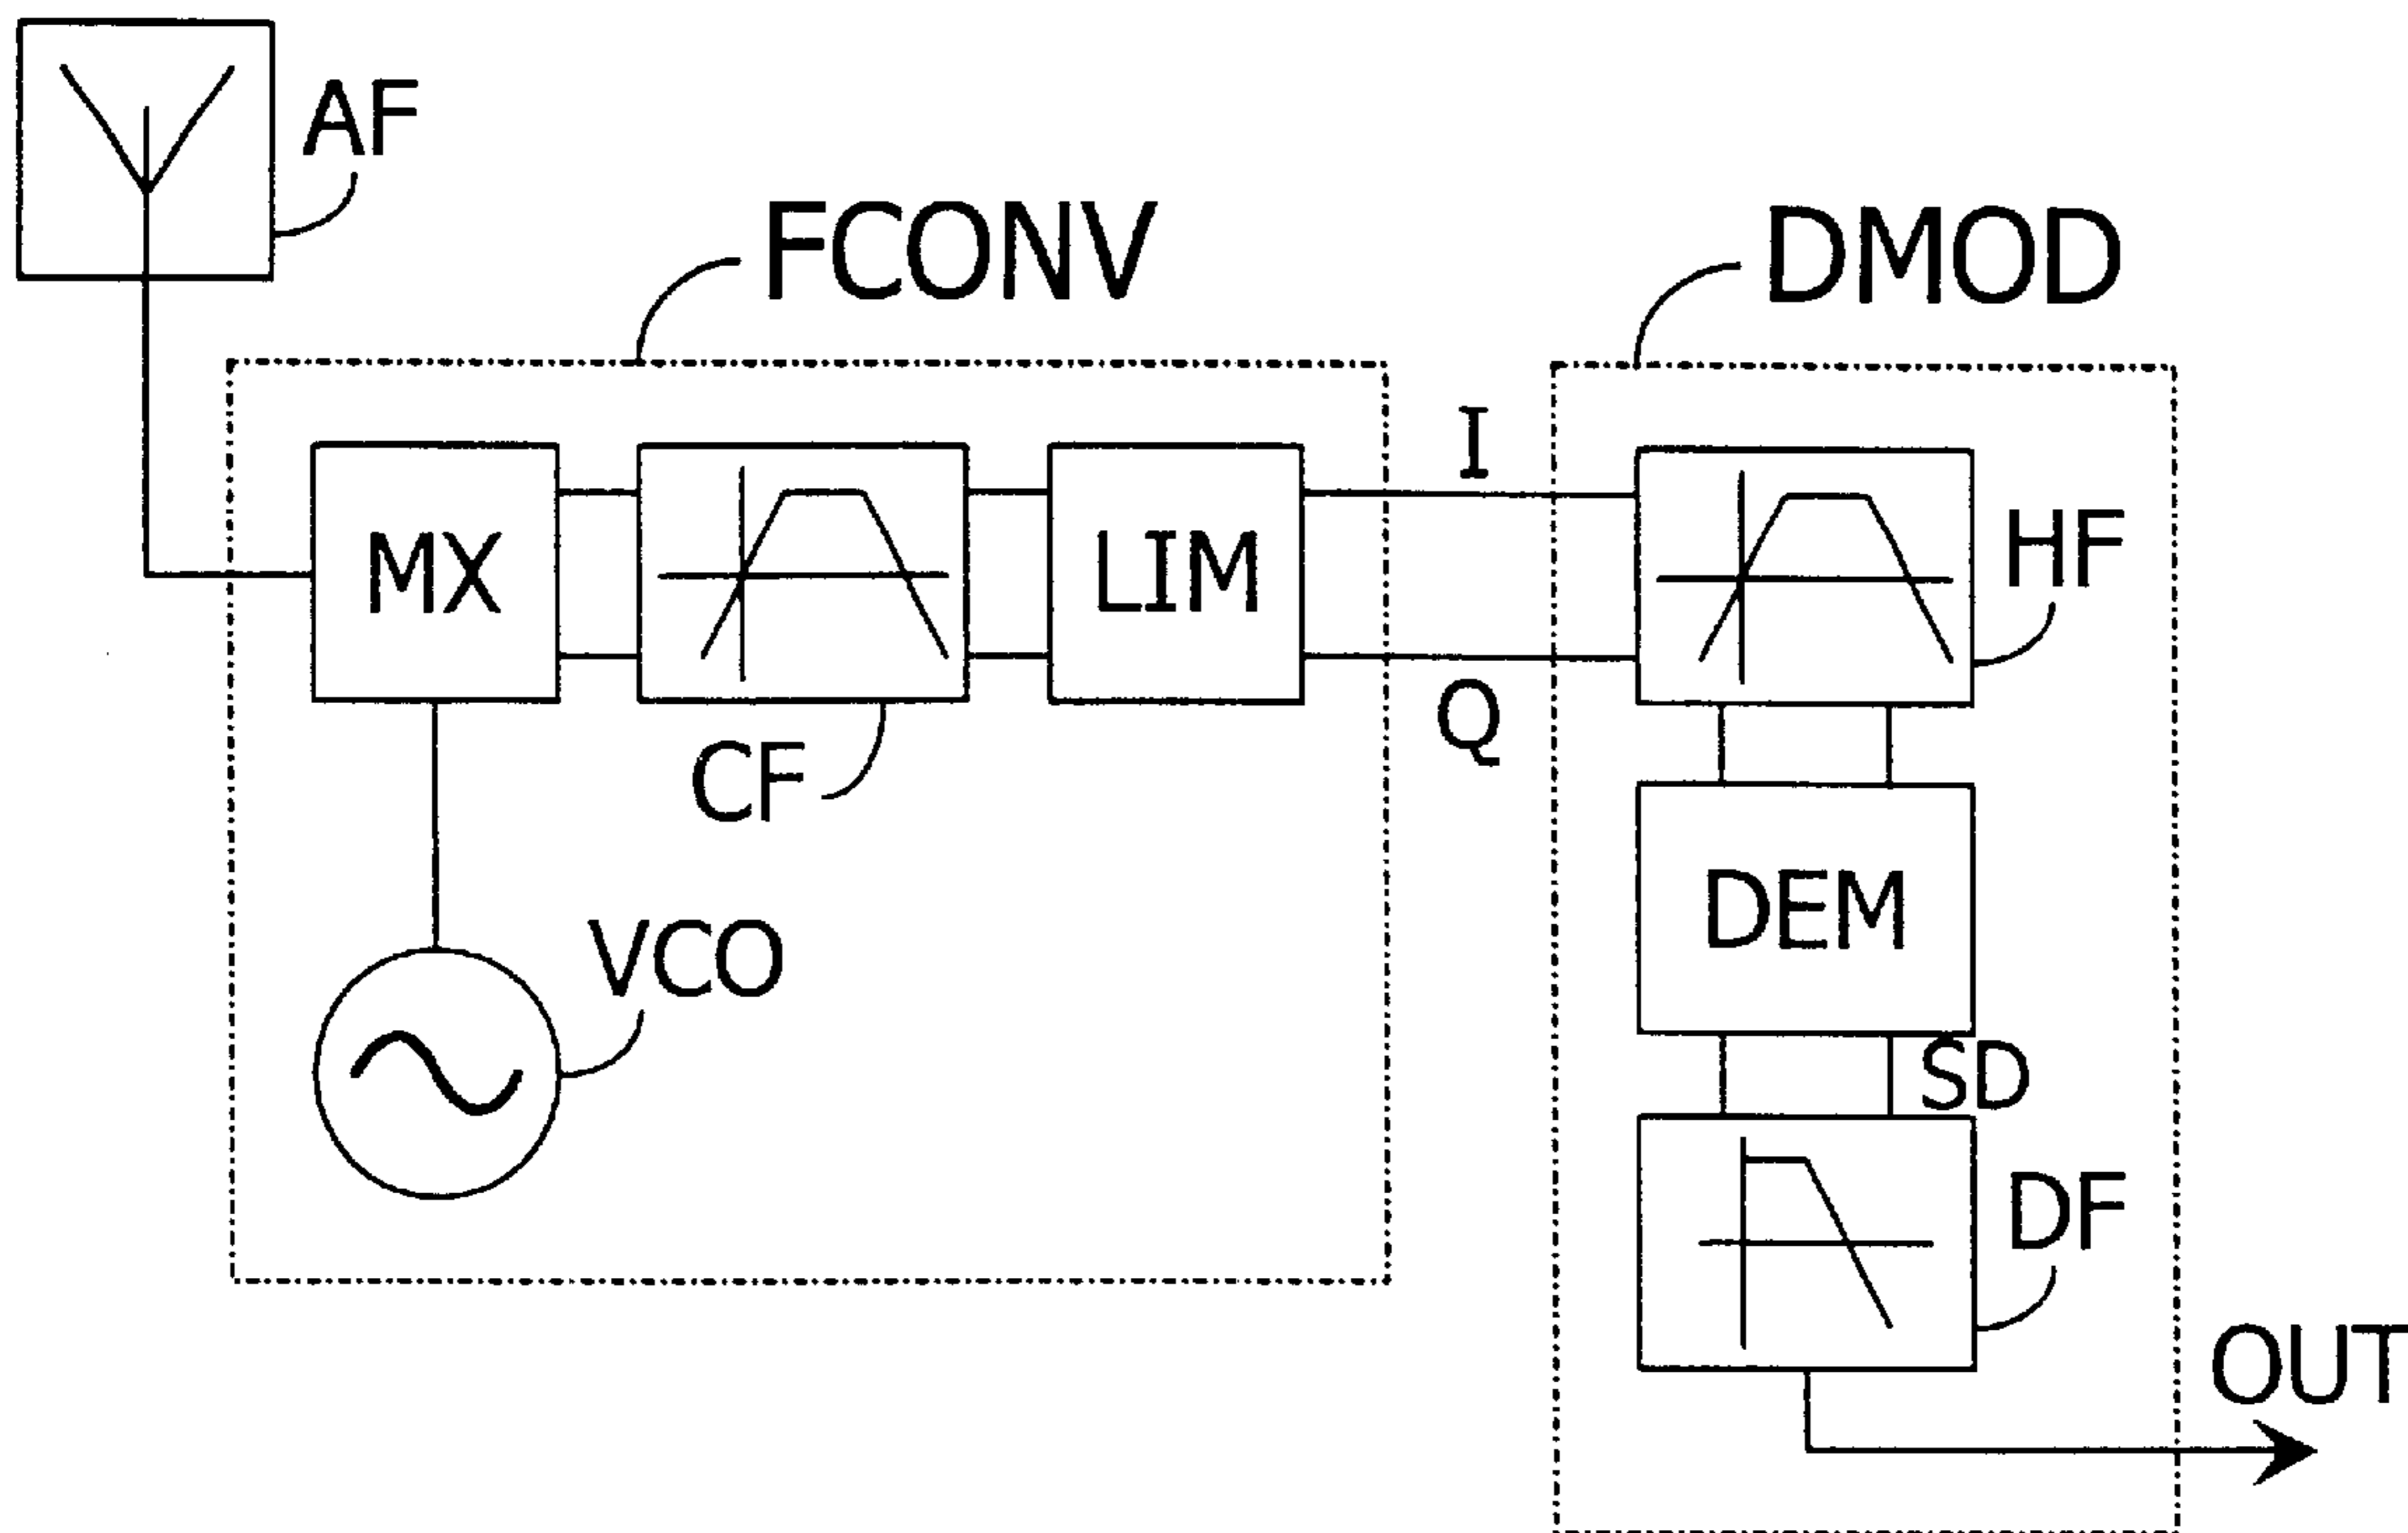 AF
FCONV
DMOD
I
MX
LIM
HF
Q
CF
DEM
VCO
SD
DF
OUT